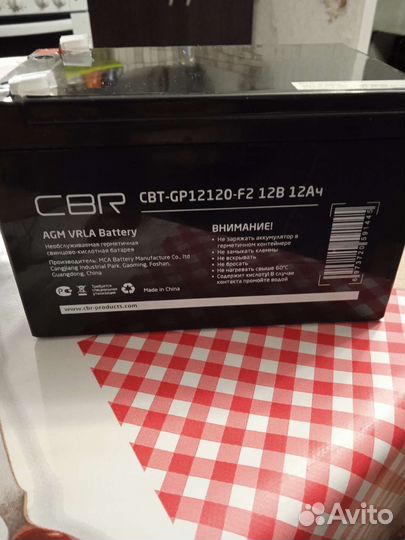 CBR
CBT-GP12120-F2 12В 12Ач
AGM VRLA Battery
Необслуживаемая герметичная
свинцово-кислотная батарея
Производитель: MCA Battery Manufacture Co., ltd
Cangjiang Industrial Park, Gaoming, Foshan,
Guangdong, China
Требуется
специальная
утилизация
Made in China
www.cbr-products.com
ВНИМАНИЕ!
• Не заряжать аккумулятор в
герметичном контейнере
• Не замыкать клеммы
• Не вскрывать
• Не бросать
• Не нагревать свыше 60°C
• Содержит кислоту! В случае
контакта промойте водой
Avito